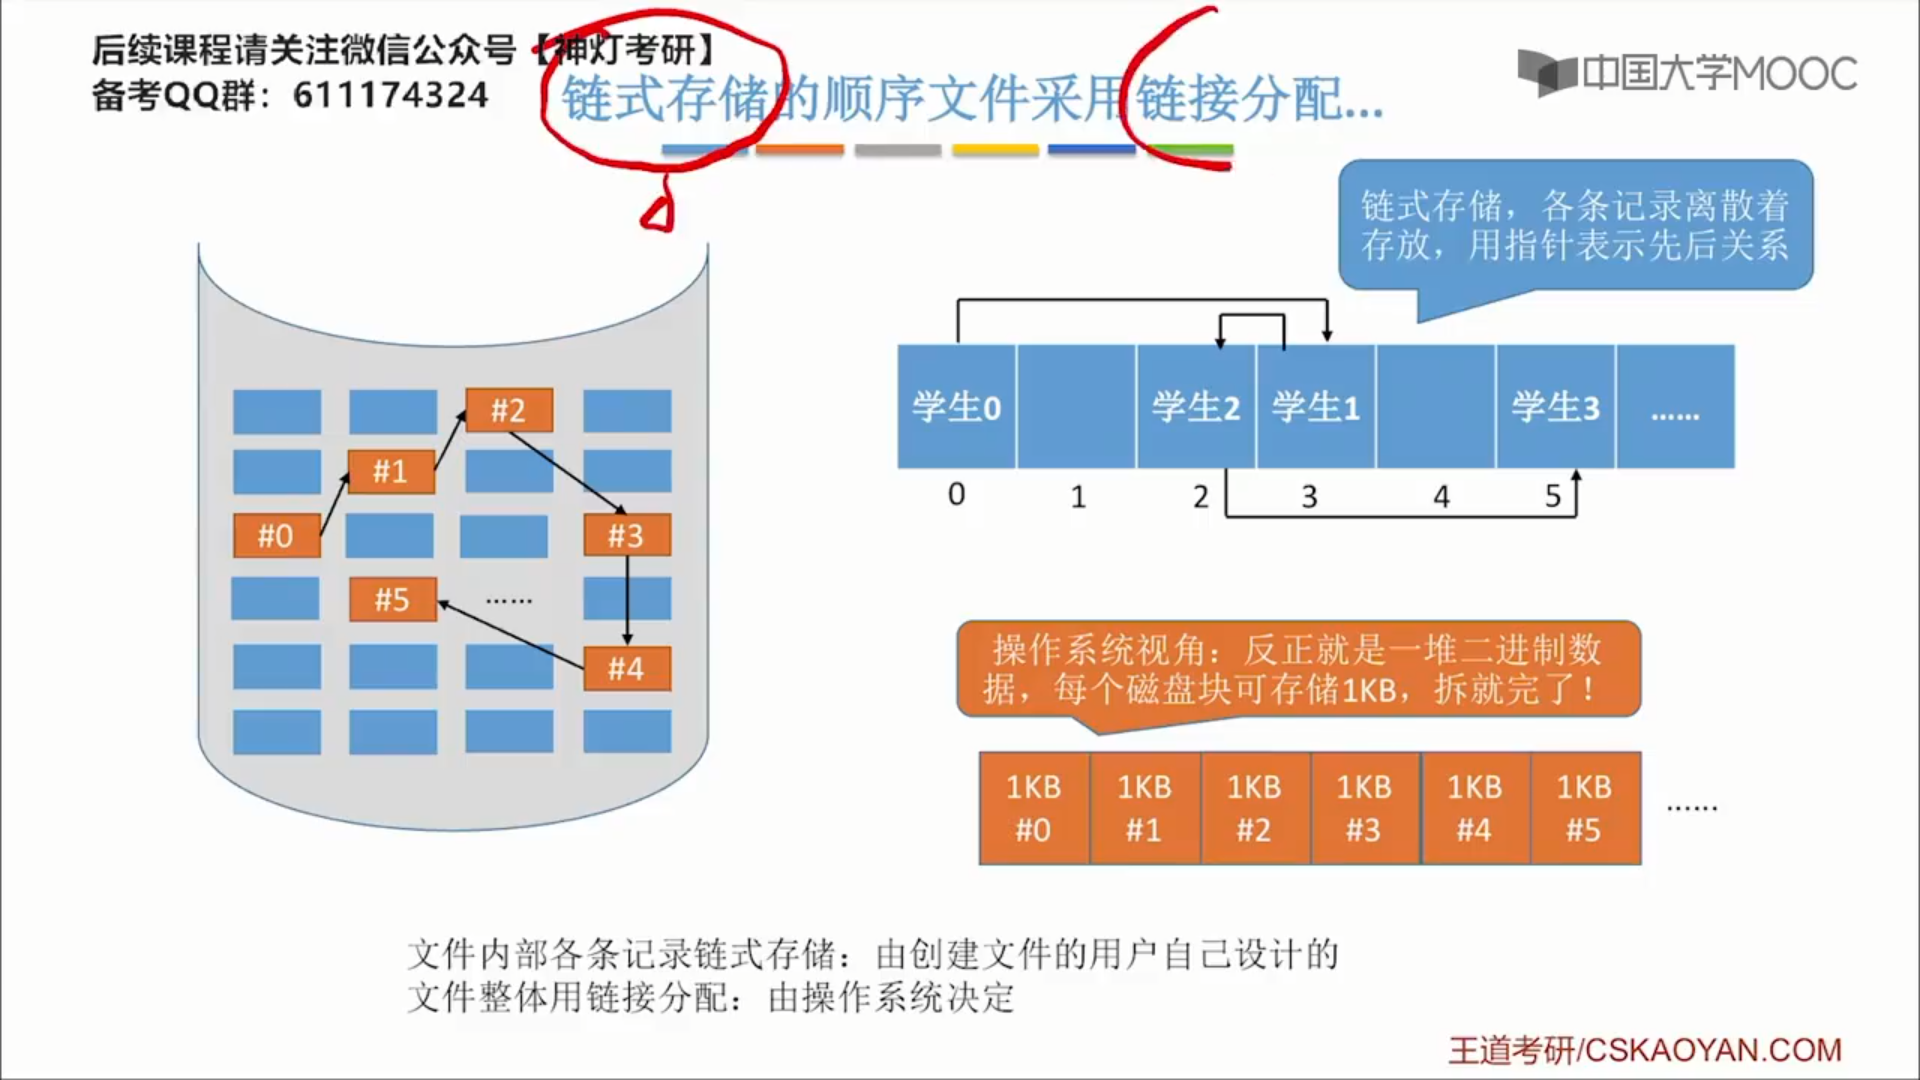 后续课程请关注微信公众号【神灯考研】
备考QQ群：611174324
链式存储的顺序文件采用链接分配...
中国大学MOOC
链式存储，各条记录离散着
存放，用指针表示先后关系
学生0 学生2 学生1 学生3 ……
0 1 2 3 4 5
#2
#1
#0 #3
#5 ……
#4
操作系统视角：反正就是一堆二进制数
据，每个磁盘块可存储1KB，拆就完了！
1KB 1KB 1KB 1KB 1KB 1KB
#0 #1 #2 #3 #4 #5 ……
文件内部各条记录链式存储：由创建文件的用户自己设计的
文件整体用链接分配：由操作系统决定
王道考研/CSKAOYAN.COM